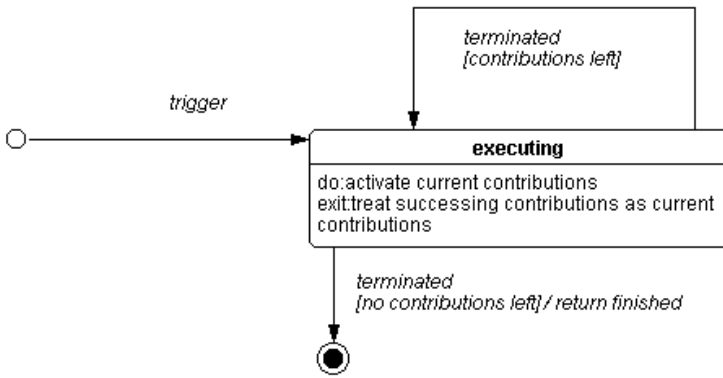 terminated
[contributions left]
trigger
executing
do:activate current contributions
exit:treat successing contributions as current
contributions
terminated
[no contributions left] / return finished